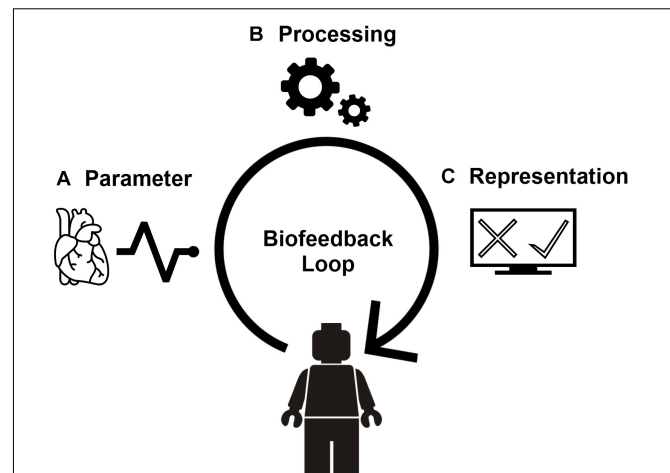 B Processing
A Parameter
C Representation
Biofeedback
Loop